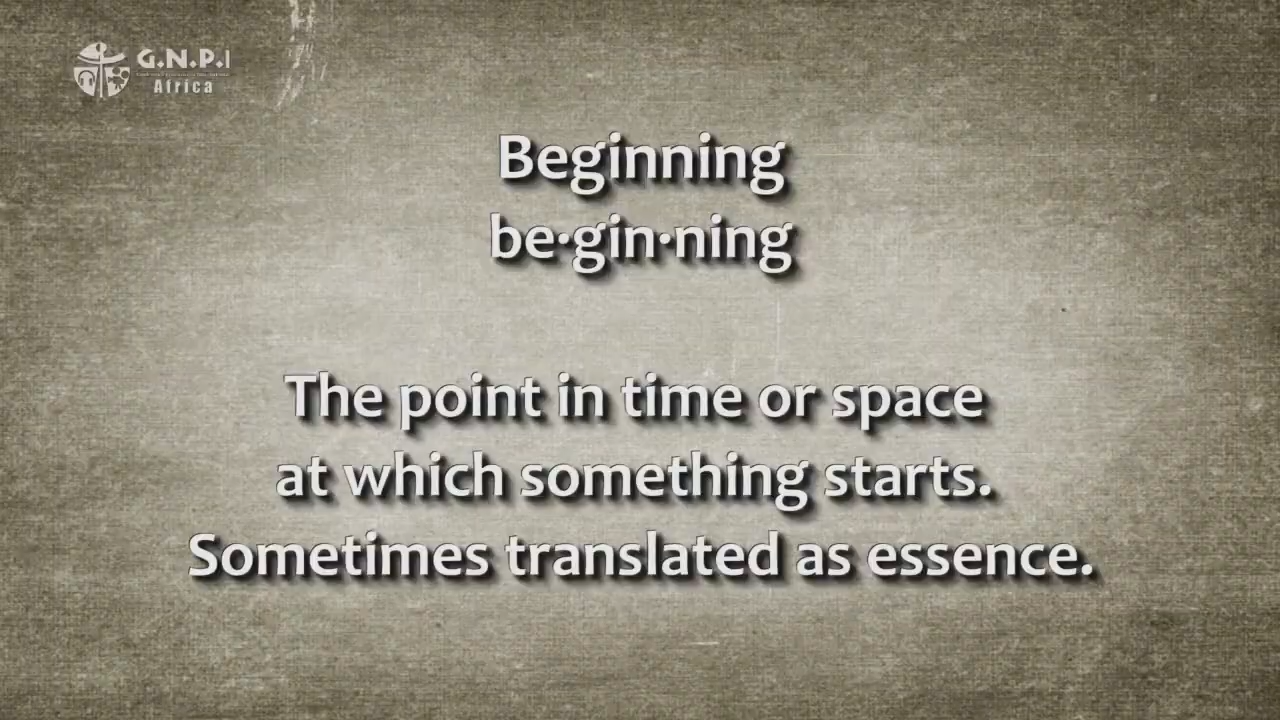 G.N.P.I
Africa
Beginning
be·gin·ning
The point in time or space
at which something starts.
Sometimes translated as essence.